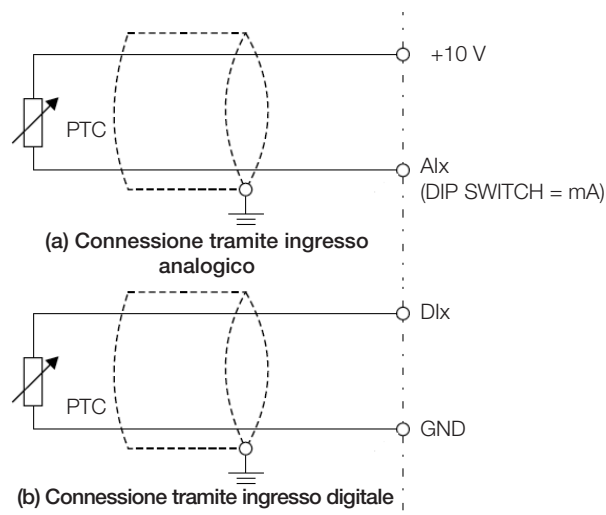 +10 V
PTC
AIx
(DIP SWITCH = mA)
(a) Connessione tramite ingresso
analogico
DIx
PTC
GND
(b) Connessione tramite ingresso digitale